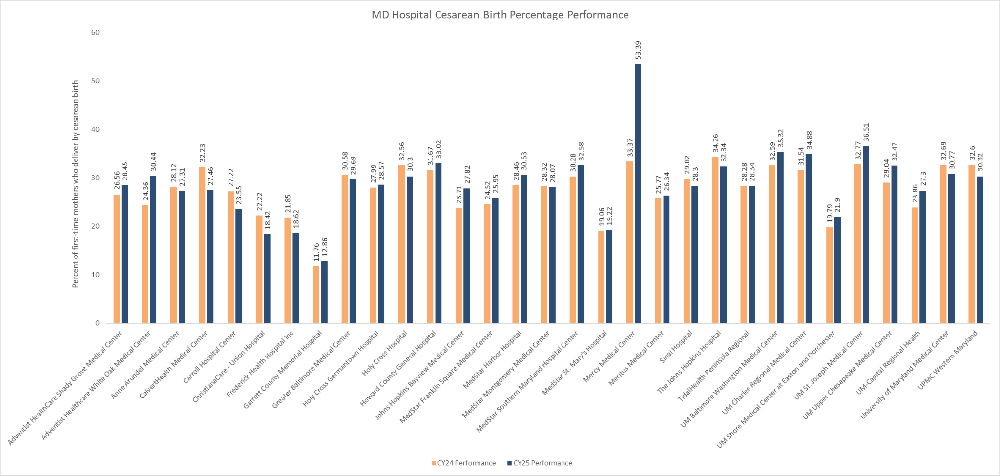 MD Hospital Cesarean Birth Percentage Performance
Percent of first-time mothers who deliver by cesarean birth
60
50
40
30
20
10
0
26.56
28.45
24.36
30.44
28.12
27.31
32.23
27.46
27.22
23.55
22.22
18.42
21.85
18.62
11.76
12.86
30.58
29.69
27.99
28.57
32.56
30.3
31.67
33.02
23.71
27.82
24.52
25.95
28.46
30.63
28.32
28.07
30.28
32.58
19.06
19.22
33.37
53.39
25.77
26.34
29.82
28.3
34.26
32.34
28.28
28.34
32.59
35.32
31.54
34.88
19.79
21.9
32.77
36.51
29.04
32.47
23.86
27.3
32.69
30.77
32.6
30.32
Adventist HealthCare Shady Grove Medical Center
Adventist Healthcare White Oak Medical Center
Anne Arundel Medical Center
CalvertHealth Medical Center
Carroll Hospital Center
ChristianaCare - Union Hospital
Frederick Health Hospital Inc
Garrett County Memorial Hospital
Greater Baltimore Medical Center
Holy Cross Germantown Hospital
Holy Cross Hospital
Howard County General Hospital
Johns Hopkins Bayview Medical Center
MedStar Franklin Square Medical Center
MedStar Harbor Hospital
MedStar Montgomery Medical Center
MedStar Southern Maryland Hospital Center
MedStar St. Mary's Hospital
Mercy Medical Center
Meritus Medical Center
Sinai Hospital
The Johns Hopkins Hospital
TidalHealth Peninsula Regional
UM Baltimore Washington Medical Center
UM Charles Regional Medical Center
UM Shore Medical Center at Easton and Dorchester
UM St. Joseph Medical Center
UM Upper Chesapeake Medical Center
UM-Capital Regional Health
University of Maryland Medical Center
UPMC Western Maryland
CY24 Performance
CY25 Performance